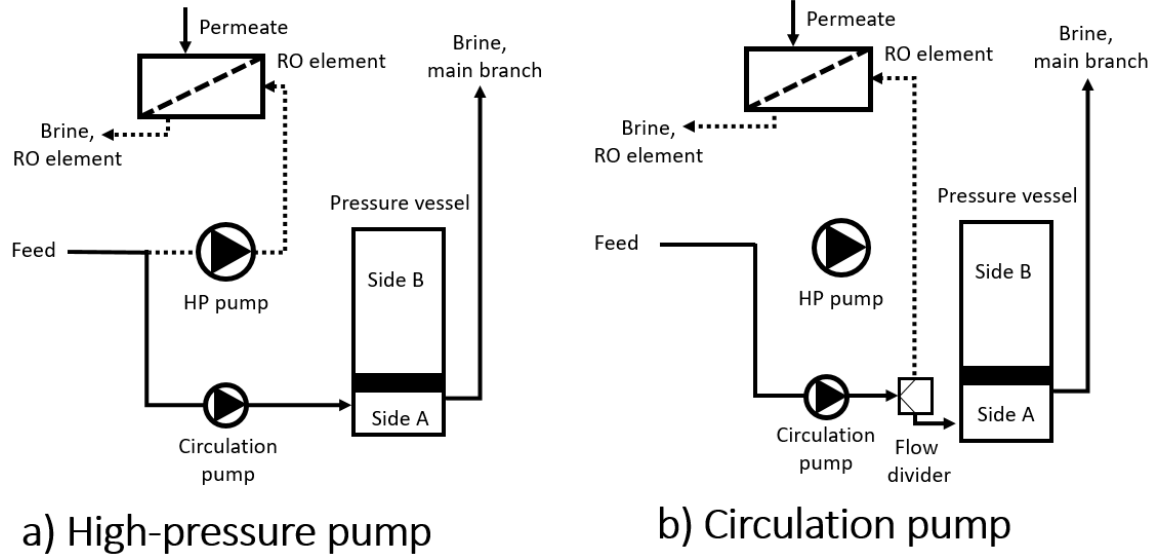 Permeate
RO element
Brine,
main branch
Brine,
RO element
Pressure vessel
Feed
Side B
HP pump
Side A
Circulation
pump
a) High-pressure pump
Permeate
RO element
Brine,
main branch
Brine,
RO element
Pressure vessel
Feed
Side B
HP pump
Side A
Circulation
pump
Flow
divider
b) Circulation pump